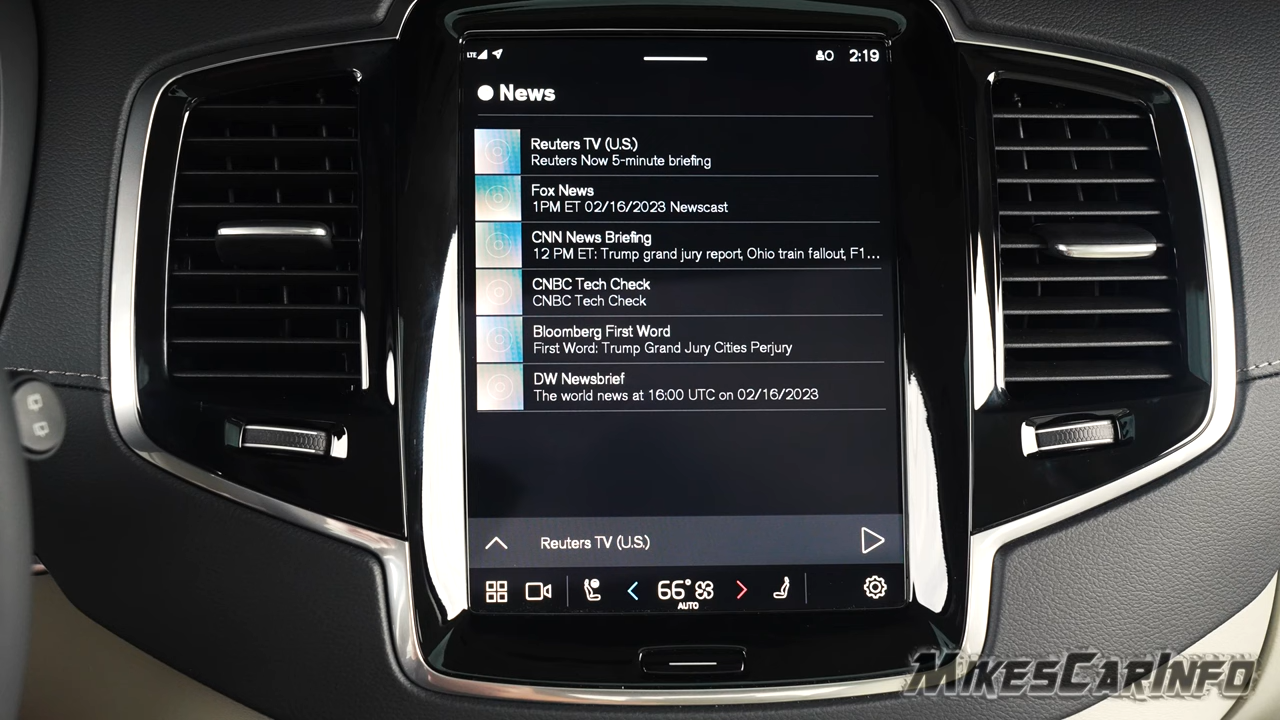 LTE
0 2:19
News
Reuters TV (U.S.)
Reuters Now 5-minute briefing
Fox News
1PM ET 02/16/2023 Newscast
CNN News Briefing
12 PM ET: Trump grand jury report, Ohio train fallout, F1...
CNBC Tech Check
CNBC Tech Check
Bloomberg First Word
First Word: Trump Grand Jury Cities Perjury
DW Newsbrief
The world news at 16:00 UTC on 02/16/2023
Reuters TV (U.S.)
66°
AUTO
MIKESCARINFO